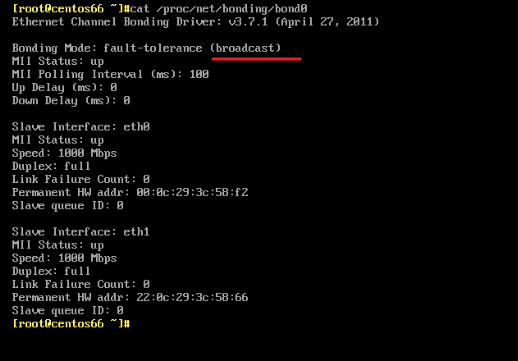 [root@centos66 ~]#cat /proc/net/bonding/bond0
Ethernet Channel Bonding Driver: v3.7.1 (April 27, 2011)
Bonding Mode: fault-tolerance (broadcast)
MII Status: up
MII Polling Interval (ms): 100
Up Delay (ms): 0
Down Delay (ms): 0
Slave Interface: eth0
MII Status: up
Speed: 1000 Mbps
Duplex: full
Link Failure Count: 0
Permanent HW addr: 00:0c:29:3c:58:f2
Slave queue ID: 0
Slave Interface: eth1
MII Status: up
Speed: 1000 Mbps
Duplex: full
Link Failure Count: 0
Permanent HW addr: 22:0c:29:3c:58:66
Slave queue ID: 0
[root@centos66 ~]#